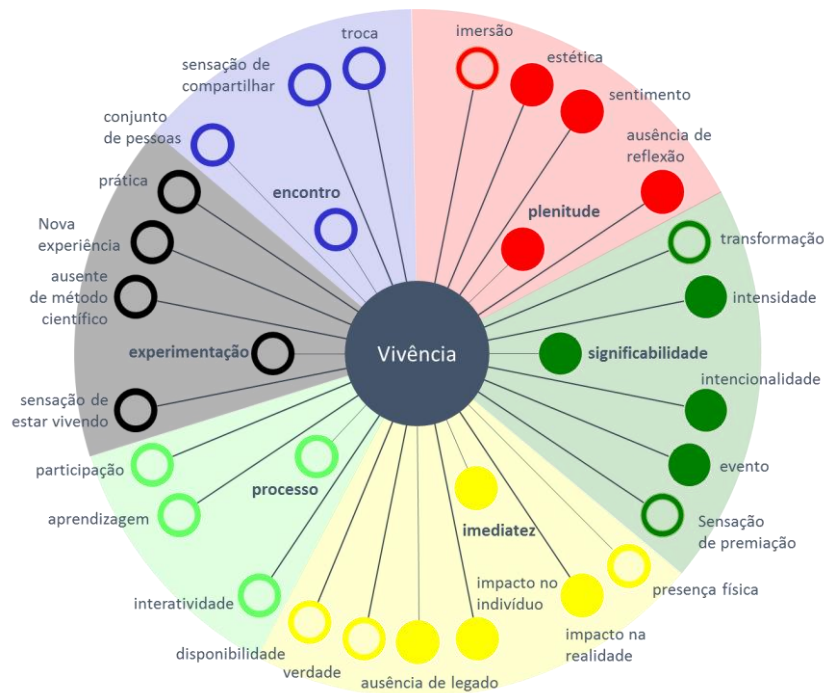 troca
imersão
estética
sensação de
compartilhar
sentimento
conjunto
de pessoas
ausência de
reflexão
prática
encontro
plenitude
Nova
experiência
transformação
ausente
de método
científico
intensidade
experimentação
Vivência
significabilidade
intencionalidade
sensação de
estar vivendo
participação
evento
processo
aprendizagem
imediatez
Sensação
de premiação
impacto no
indivíduo
presença física
interatividade
disponibilidade
verdade
ausência de legado
impacto na
realidade